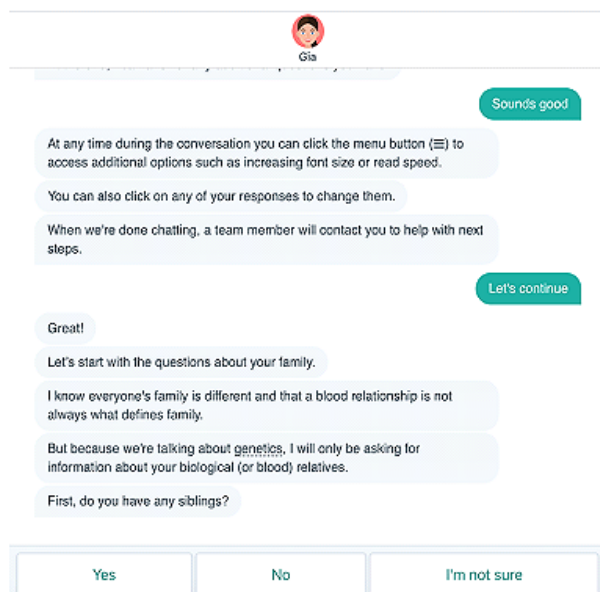 Gia
Sounds good
At any time during the conversation you can click the menu button (☰) to
access additional options such as increasing font size or read speed.
You can also click on any of your responses to change them.
When we're done chatting, a team member will contact you to help with next
steps.
Let's continue
Great!
Let's start with the questions about your family.
I know everyone's family is different and that a blood relationship is not
always what defines family.
But because we're talking about genetics, I will only be asking for
information about your biological (or blood) relatives.
First, do you have any siblings?
Yes
No
I'm not sure